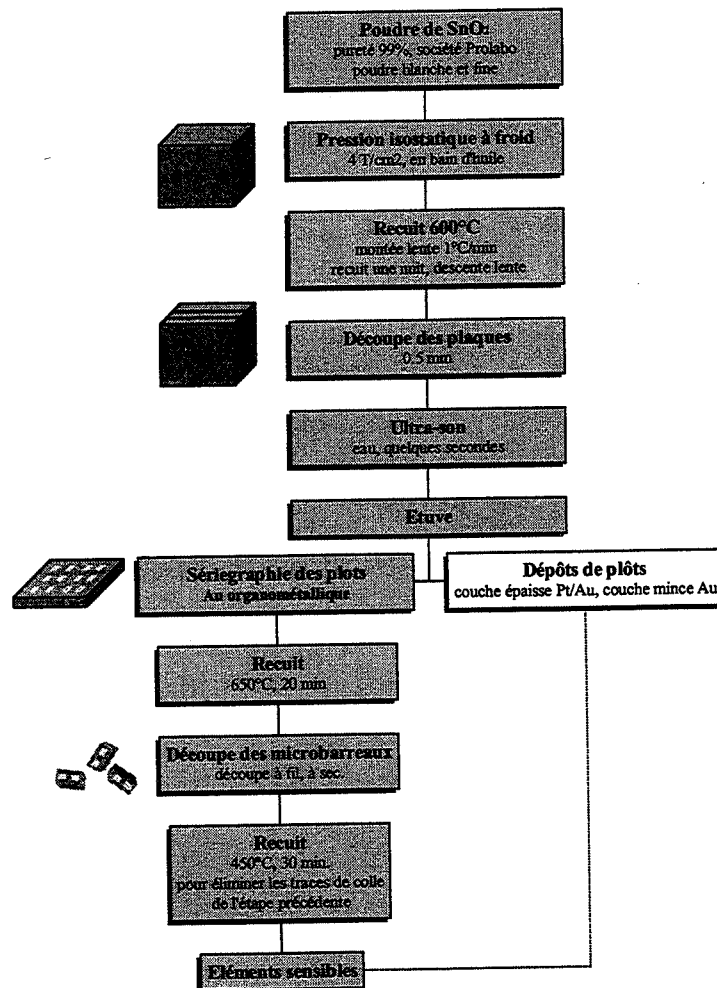 Poudre de SnO2
pureté 99%, société Prolabo
poudre blanche et fine
Pression isostatique à froid
4 T/cm2, en bain d'huile
Recuit 600°C
montée lente 1°C/min
recuit une nuit, descente lente
Découpe des plaques
0.5 mm
Ultra-son
eau, quelques secondes
Etuve
Sérigraphie des plots
Au organométallique
Dépôts de plôts
couche épaisse Pt/Au, couche mince Au
Recuit
650°C, 20 min
Découpe des microbarreaux
découpe à fil, à sec
Recuit
450°C, 30 min.
pour éliminer les traces de colle
de l'étape précédente
Eléments sensibles